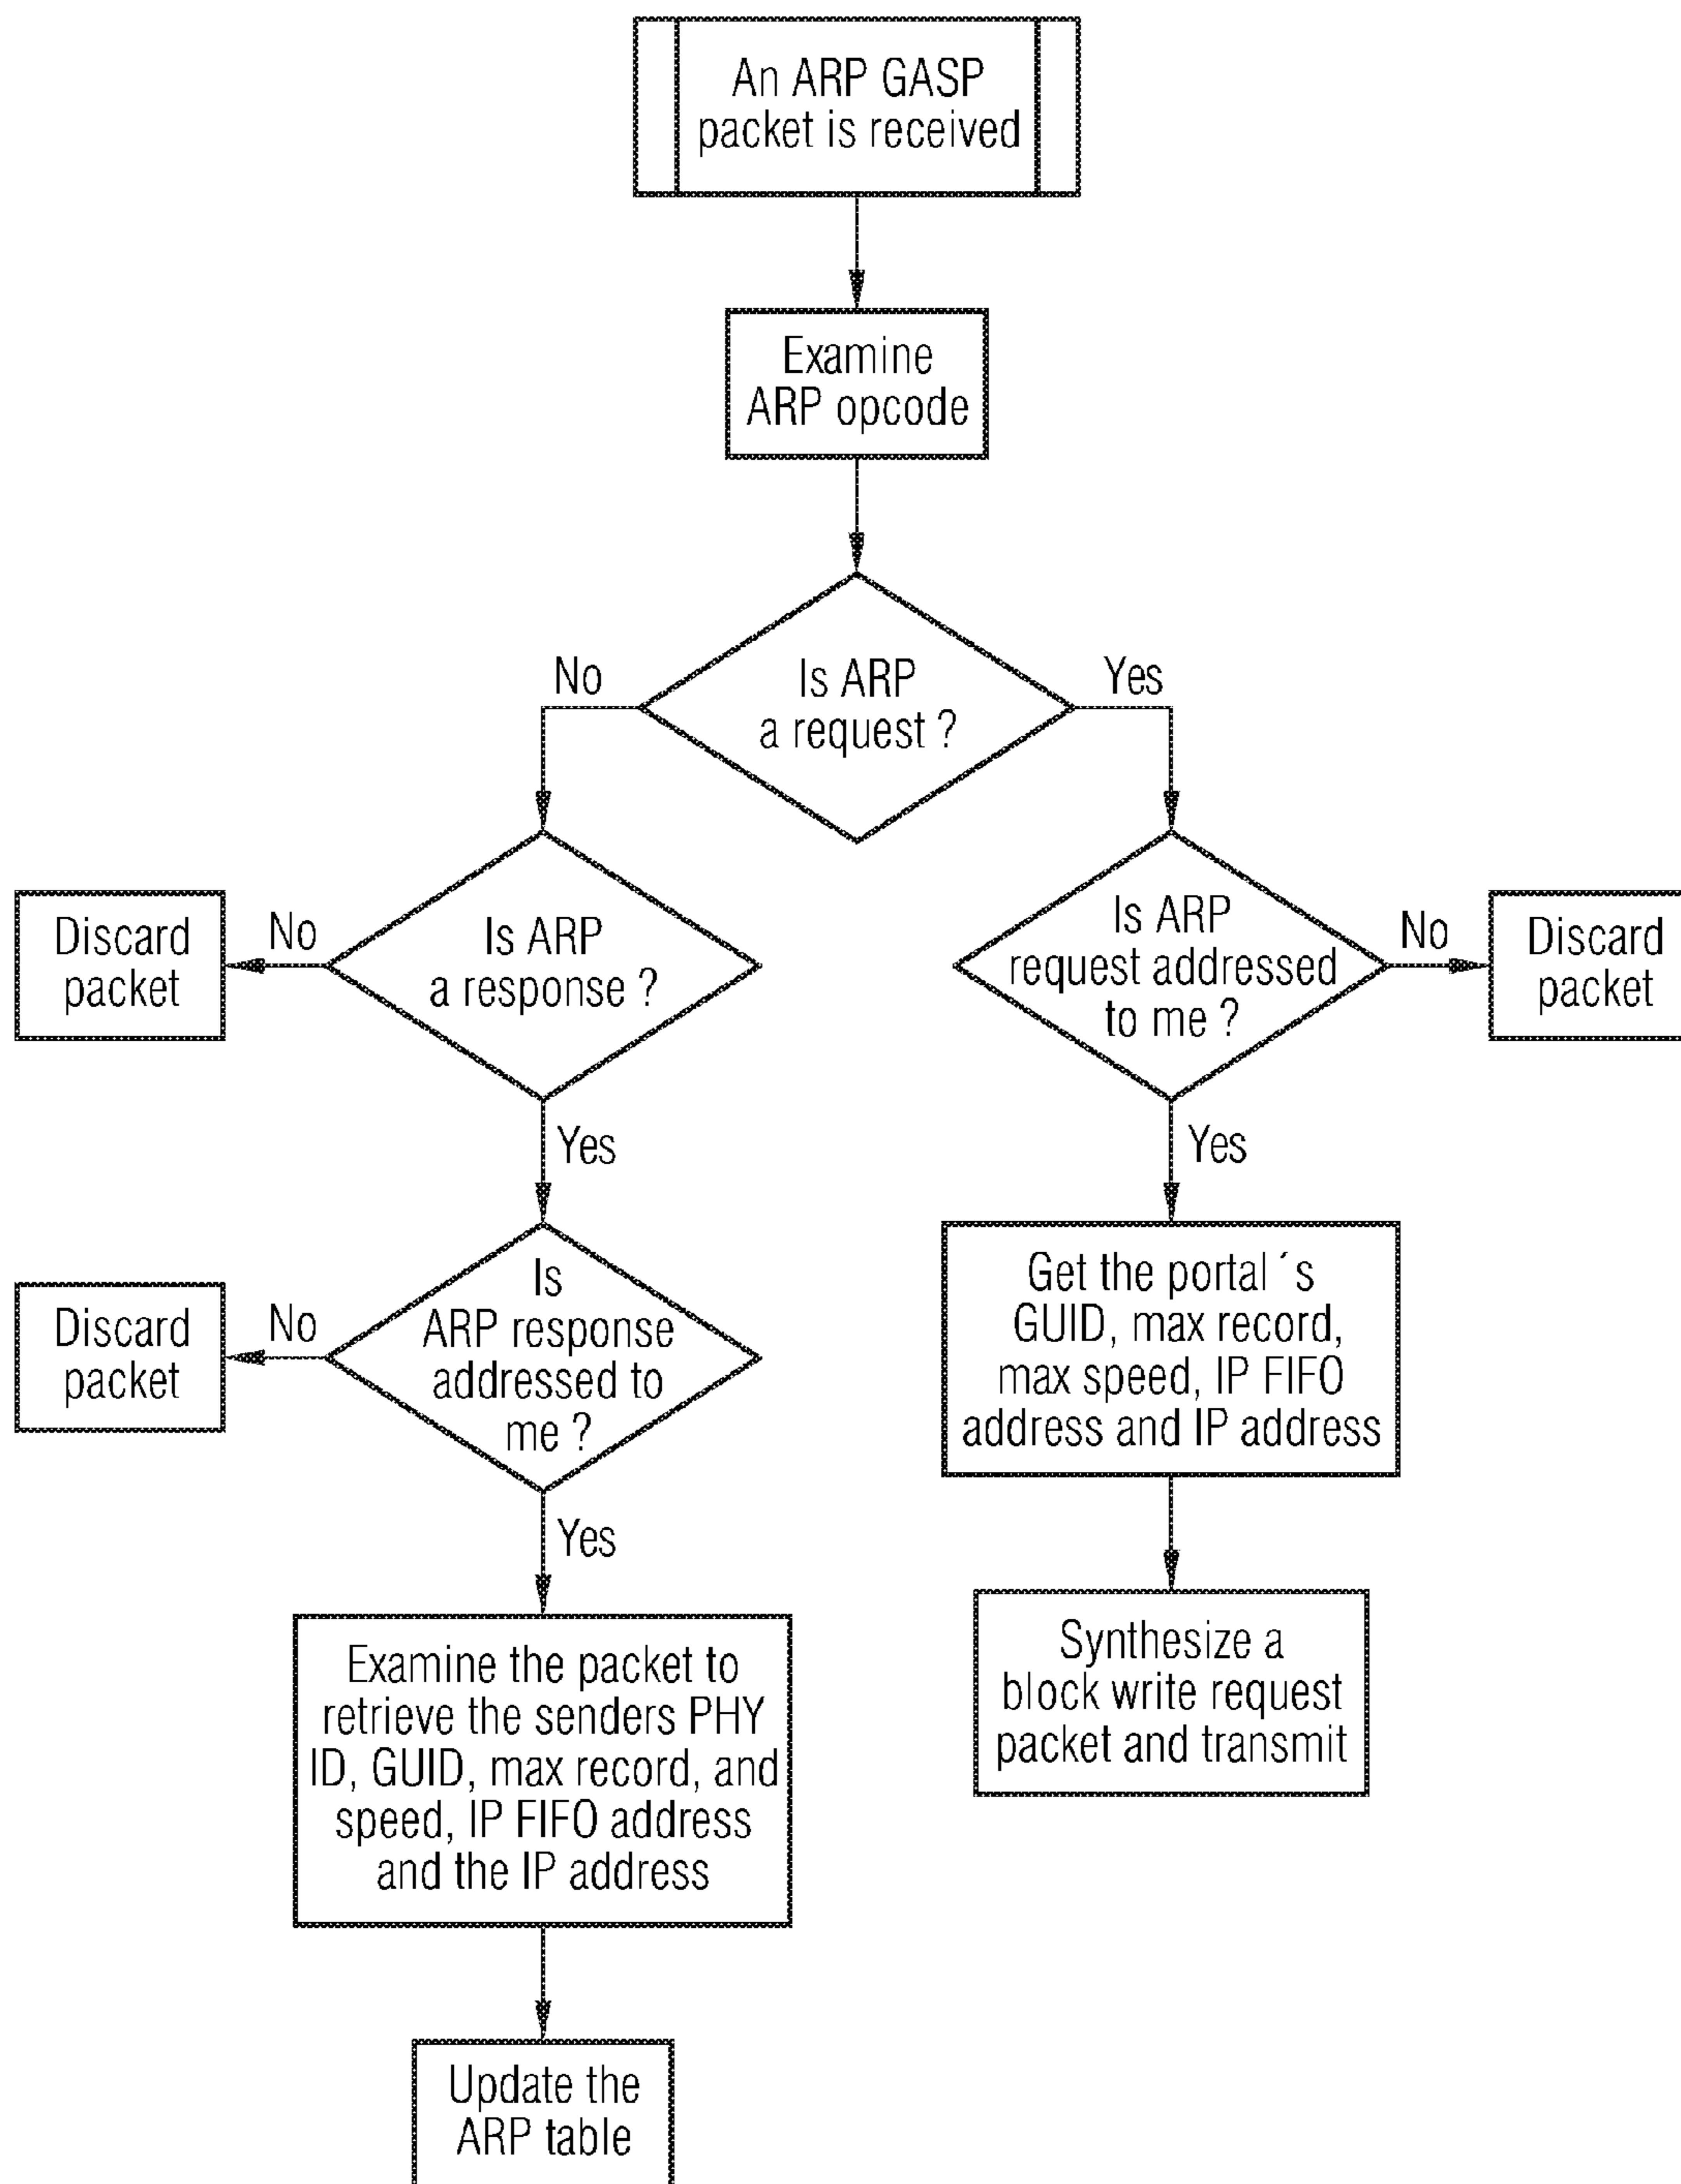 An ARP GASP
packet is received
Examine
ARP opcode
Is ARP
a request ?
No
Yes
Is ARP
a response ?
No
Discard
packet
Is ARP
request addressed
to me ?
No
Discard
packet
Yes
Yes
Is
ARP response
addressed to
me ?
No
Discard
packet
Get the portal ´s
GUID, max record,
max speed, IP FIFO
address and IP address
Yes
Synthesize a
block write request
packet and transmit
Examine the packet to
retrieve the senders PHY
ID, GUID, max record, and
speed, IP FIFO address
and the IP address
Update the
ARP table